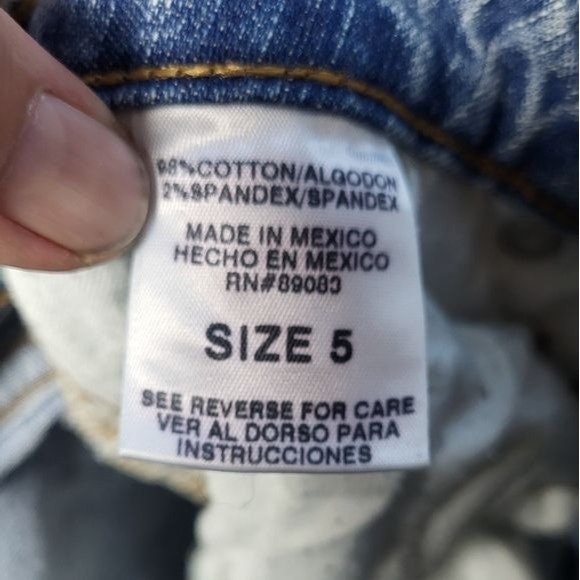 98%COTTON/ALGODON
2%SPANDEX/SPANDEX
MADE IN MEXICO
HECHO EN MEXICO
RN#89083
SIZE 5
SEE REVERSE FOR CARE
VER AL DORSO PARA
INSTRUCCIONES